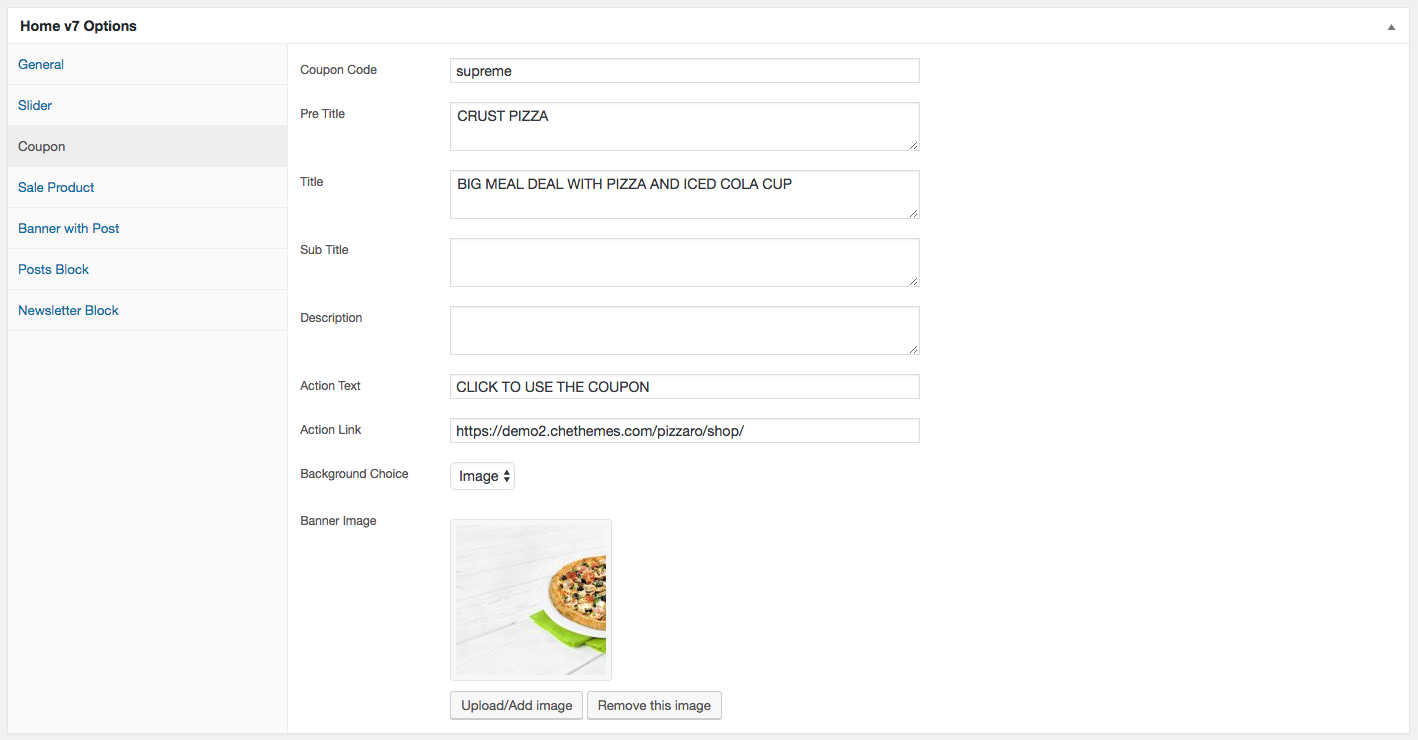 Home v7 Options
General
Slider
Coupon
Sale Product
Banner with Post
Posts Block
Newsletter Block
Coupon Code
supreme
Pre Title
CRUST PIZZA
Title
BIG MEAL DEAL WITH PIZZA AND ICED COLA CUP
Sub Title
Description
Action Text
CLICK TO USE THE COUPON
Action Link
https://demo2.chethemes.com/pizzaro/shop/
Background Choice
Image
Banner Image
Upload/Add image
Remove this image